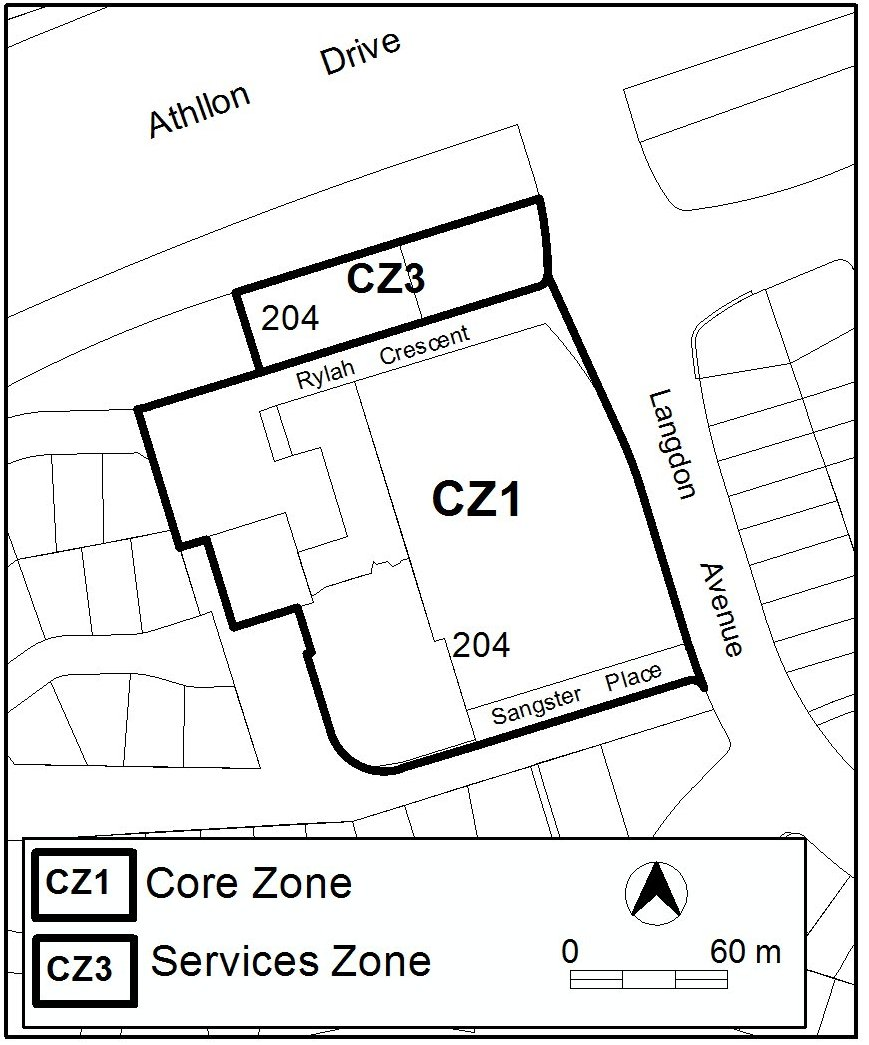 Athllon Drive
CZ3
204
Rylah Crescent
CZ1
Langdon Avenue
204
Sangster Place
CZ1 Core Zone
CZ3 Services Zone
0 60 m